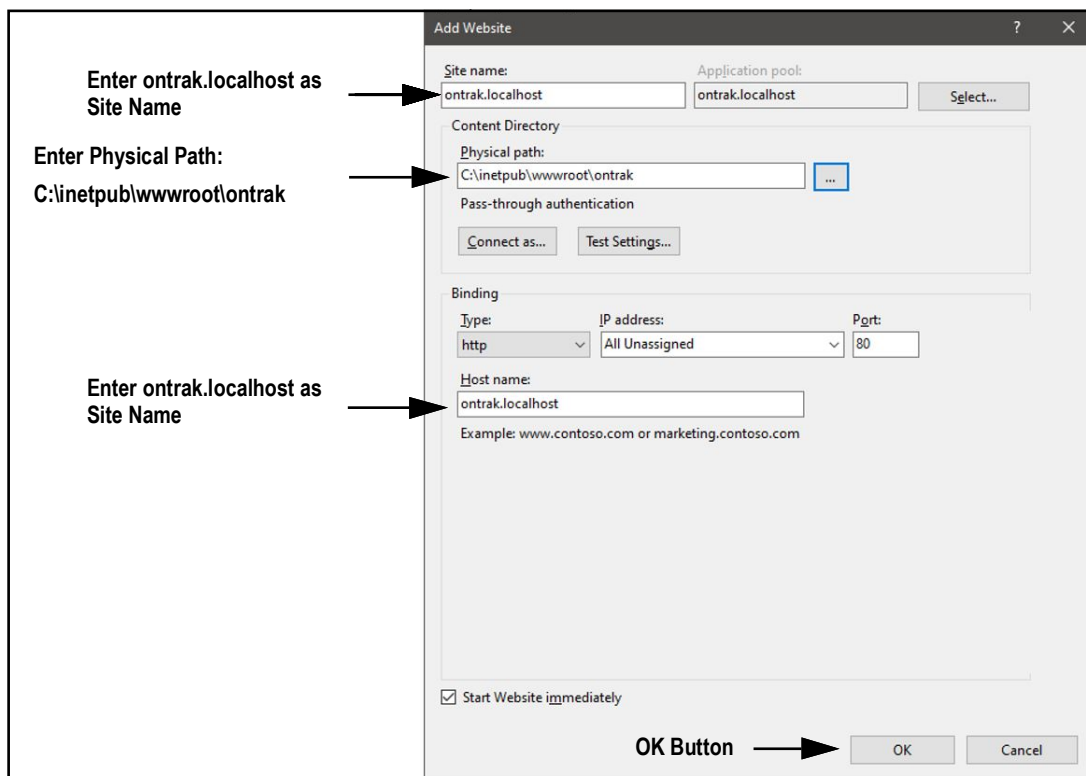 Add Website
?
Enter ontrak.localhost as
Site Name
Site name:
Application pool:
ontrak.localhost
ontrak.localhost
Select...
Content Directory
Enter Physical Path:
C:\inetpub\wwwroot\ontrak
Physical path:
C:\inetpub\wwwroot\ontrak
...
Pass-through authentication
Connect as...
Test Settings...
Binding
Type:
IP address:
Port:
http
All Unassigned
80
Enter ontrak.localhost as
Site Name
Host name:
ontrak.localhost
Example: www.contoso.com or marketing.contoso.com
Start Website immediately
OK Button
OK
Cancel